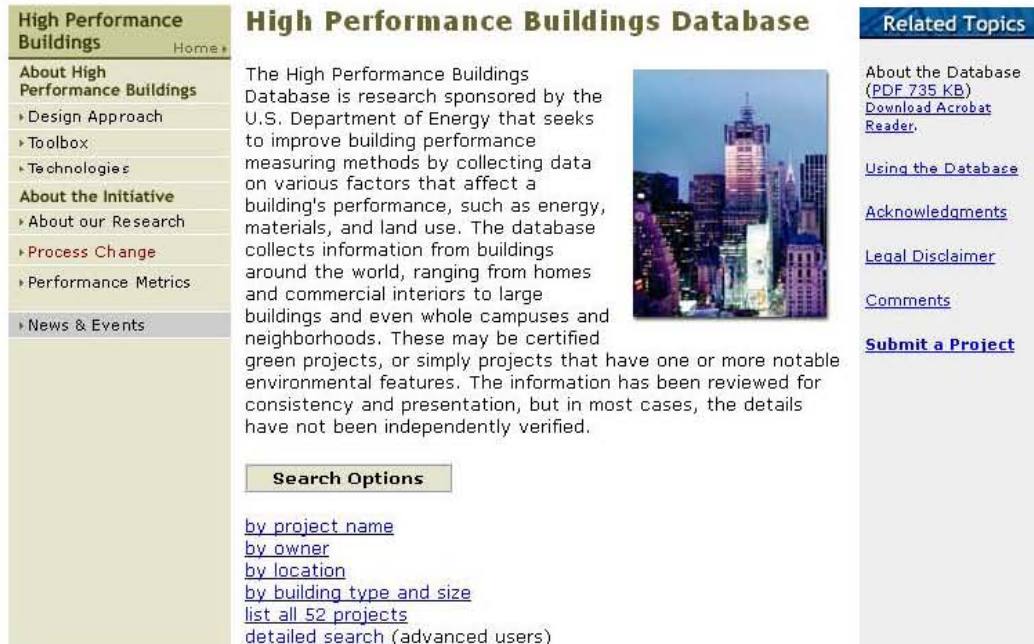 High Performance
Buildings
Home
About High
Performance Buildings
Design Approach
Toolbox
Technologies
About the Initiative
About our Research
Process Change
Performance Metrics
News & Events
High Performance Buildings Database
The High Performance Buildings
Database is research sponsored by the
U.S. Department of Energy that seeks
to improve building performance
measuring methods by collecting data
on various factors that affect a
building's performance, such as energy,
materials, and land use. The database
collects information from buildings
around the world, ranging from homes
and commercial interiors to large
buildings and even whole campuses and
neighborhoods. These may be certified
green projects, or simply projects that have one or more notable
environmental features. The information has been reviewed for
consistency and presentation, but in most cases, the details
have not been independently verified.
Search Options
by project name
by owner
by location
by building type and size
list all 52 projects
detailed search (advanced users)
Related Topics
About the Database
(PDF 735 KB)
Download Acrobat
Reader.
Using the Database
Acknowledgments
Legal Disclaimer
Comments
Submit a Project